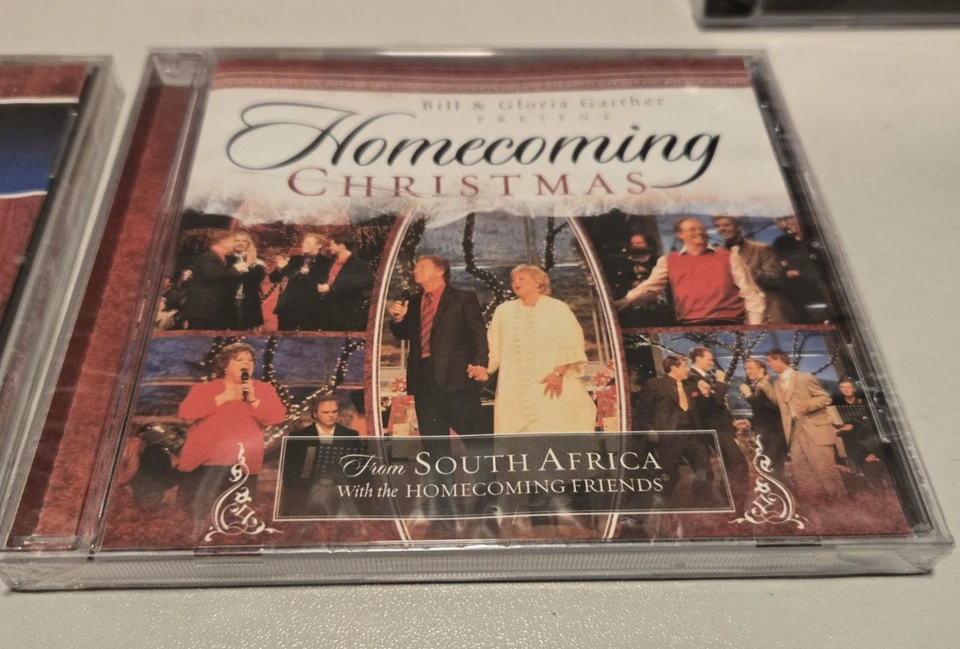 Bill & Gloria Gaither
PRESENT
Homecoming
CHRISTMAS
From SOUTH AFRICA
With the HOMECOMING FRIENDS®